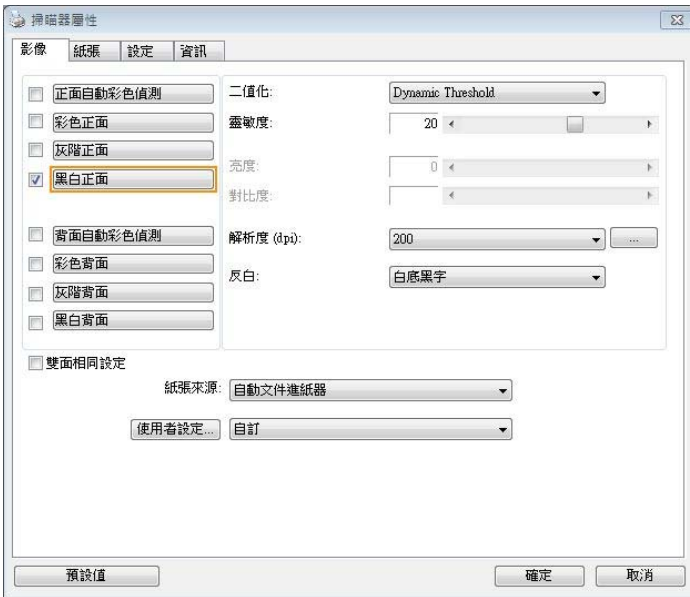 掃瞄器屬性
影像 紙張 設定 資訊
正面自動彩色偵測
彩色正面
灰階正面
黑白正面
背面自動彩色偵測
彩色背面
灰階背面
黑白背面
二值化: Dynamic Threshold
靈敏度: 20
亮度: 0
對比度:
解析度 (dpi): 200 ...
反白: 白底黑字
雙面相同設定
紙張來源: 自動文件進紙器
使用者設定... 自訂
預設值 確定 取消